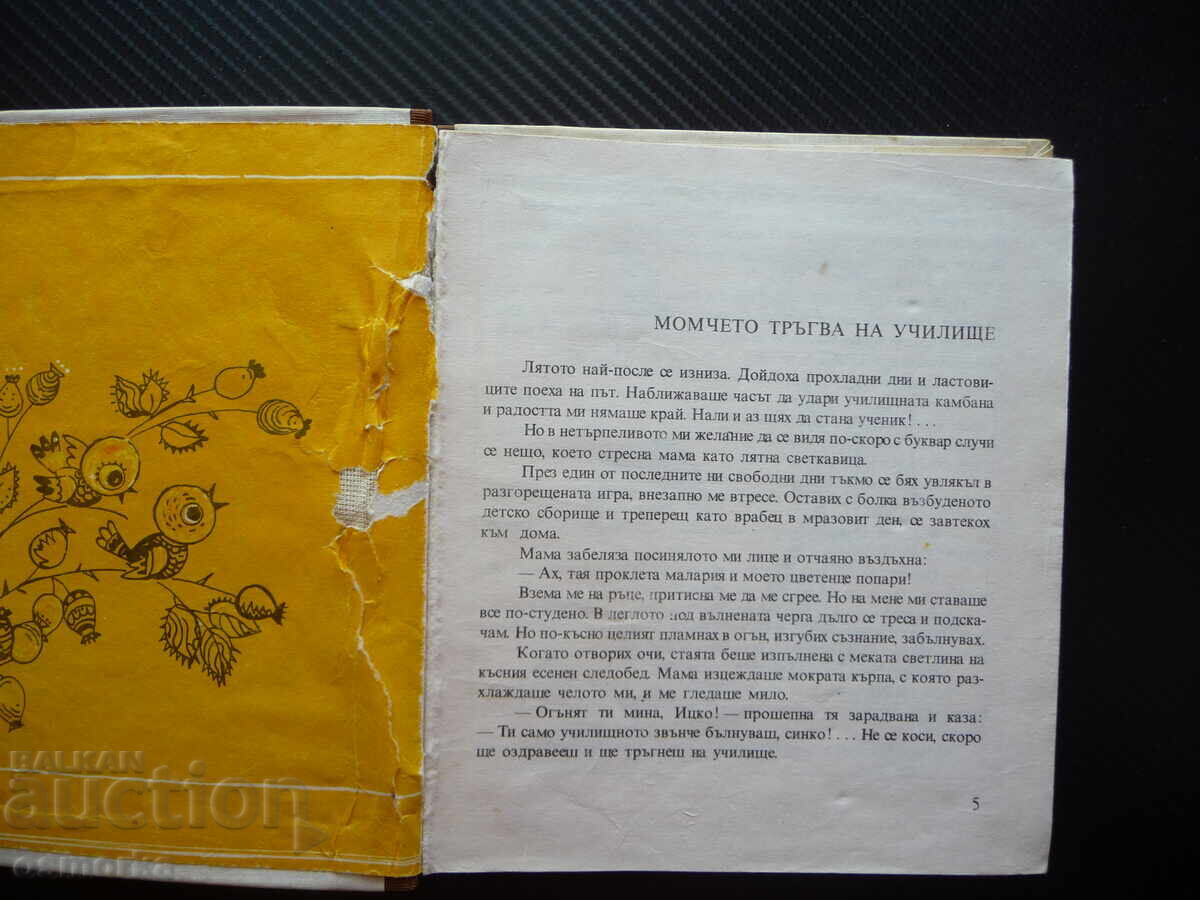 МОМЧЕТО ТРЪГВА НА УЧИЛИЩЕ
Лятото най-после се изниза. Дойдоха прохладни дни и ластови-
ците поеха на път. Наближаваше часът да удари училищната камбана
и радостта ми нямаше край. Нали и аз щях да стана ученик!...
Но в нетърпеливото ми желание да се видя по-скоро с буквар случи
се нещо, което стресна мама като лятна светкавица.
През един от последните ни свободни дни тъкмо се бях увлякъл в
разгорещената игра, внезапно ме втресе. Оставих с болка възбуденото
детско сборище и треперещ като врабец в мразовит ден, се завтекох
към дома.
Мама забеляза посинялото ми лице и отчаяно въздъхна:
— Ах, тая проклета малария и моето цветенце попари!
Взема ме на ръце, притисна ме да ме сгрее. Но на мене ми ставаше
все по-студено. В леглото под вълнената черга дълго се треса и подска-
чам. Но по-късно целият пламнах в огън, изгубих съзнание, забълнувах.
Когато отворих очи, стаята беше изпълнена с меката светлина на
късния есенен следобед. Мама изцеждаше мократа кърпа, с която раз-
хлаждаше челото ми, и ме гледаше мило.
— Огънят ти мина, Ицко! — прошепна тя зарадвана и каза:
— Ти само училищното звънче бълнуваш, синко!... Не се коси, скоро
ще оздравееш и ще тръгнеш на училище.
5
BALKAN
auction
osmorka